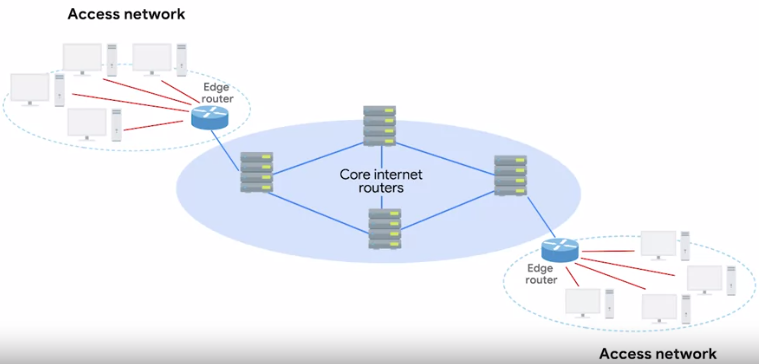 Access network
Edge
router
Core internet
routers
Edge
router
Access network